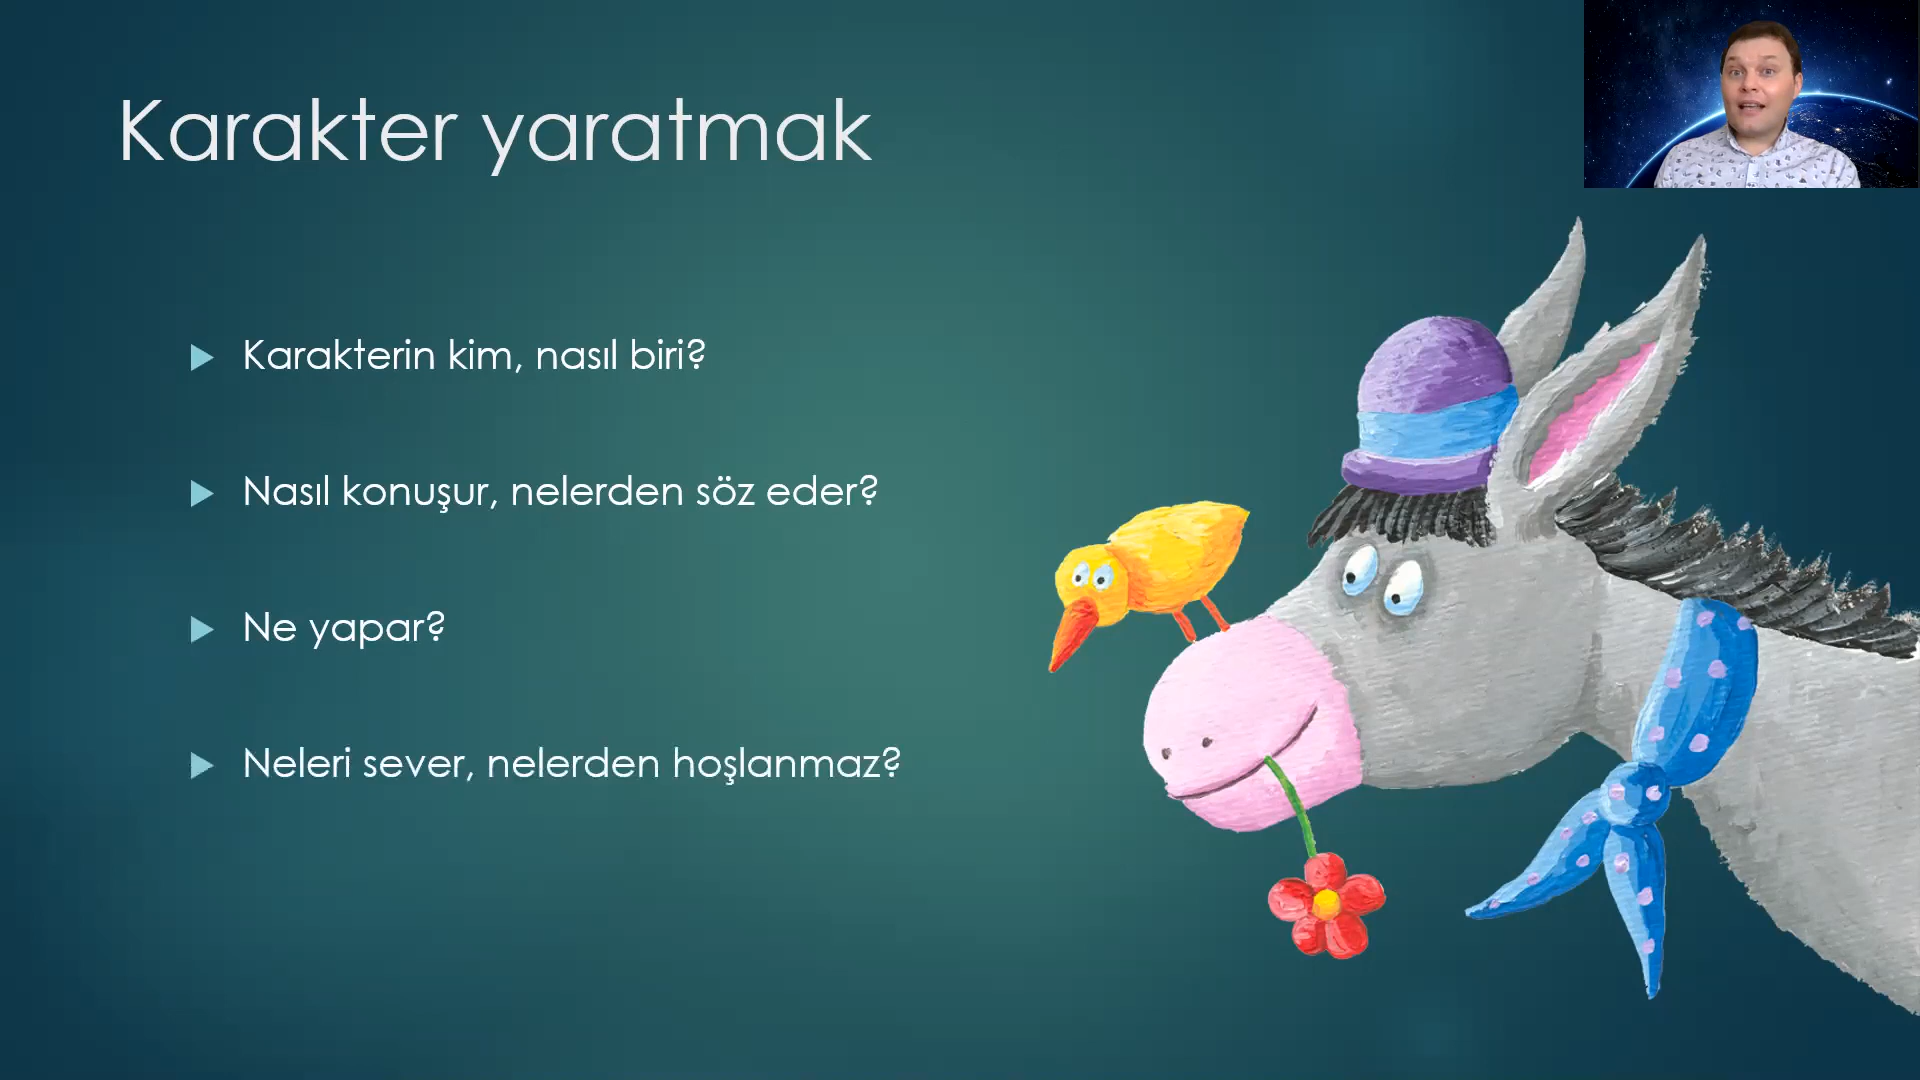 Karakter yaratmak
Karakterin kim, nasıl biri?
Nasıl konuşur, nelerden söz eder?
Ne yapar?
Neleri sever, nelerden hoşlanmaz?